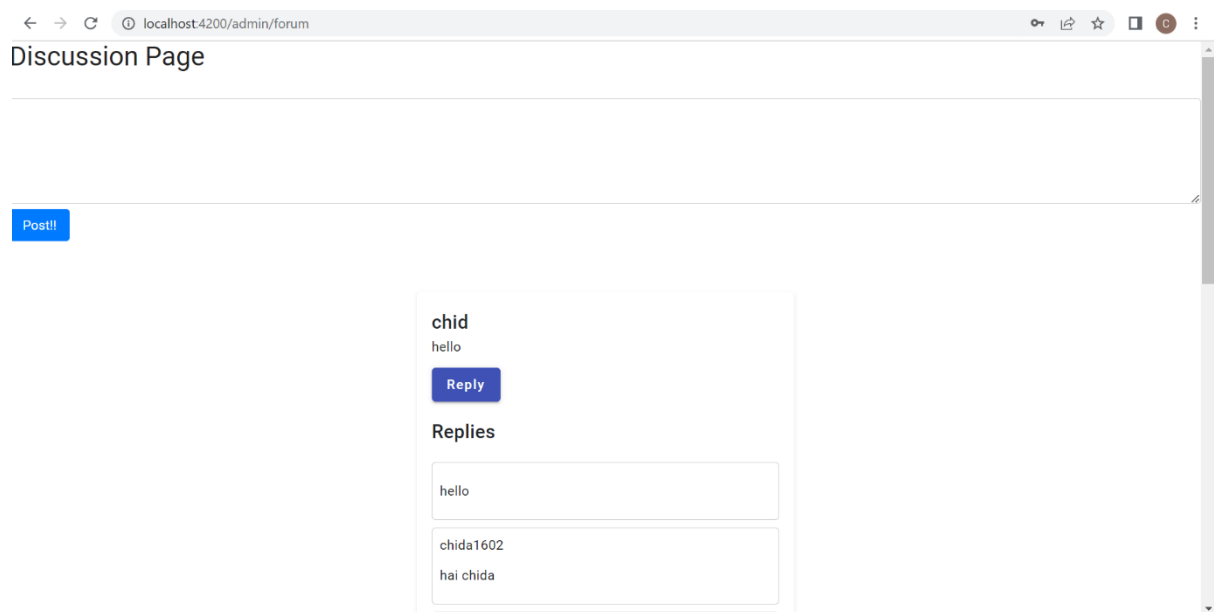 localhost:4200/admin/forum
C
Discussion Page
Post!!
chid
hello
Reply
Replies
hello
chida1602
hai chida